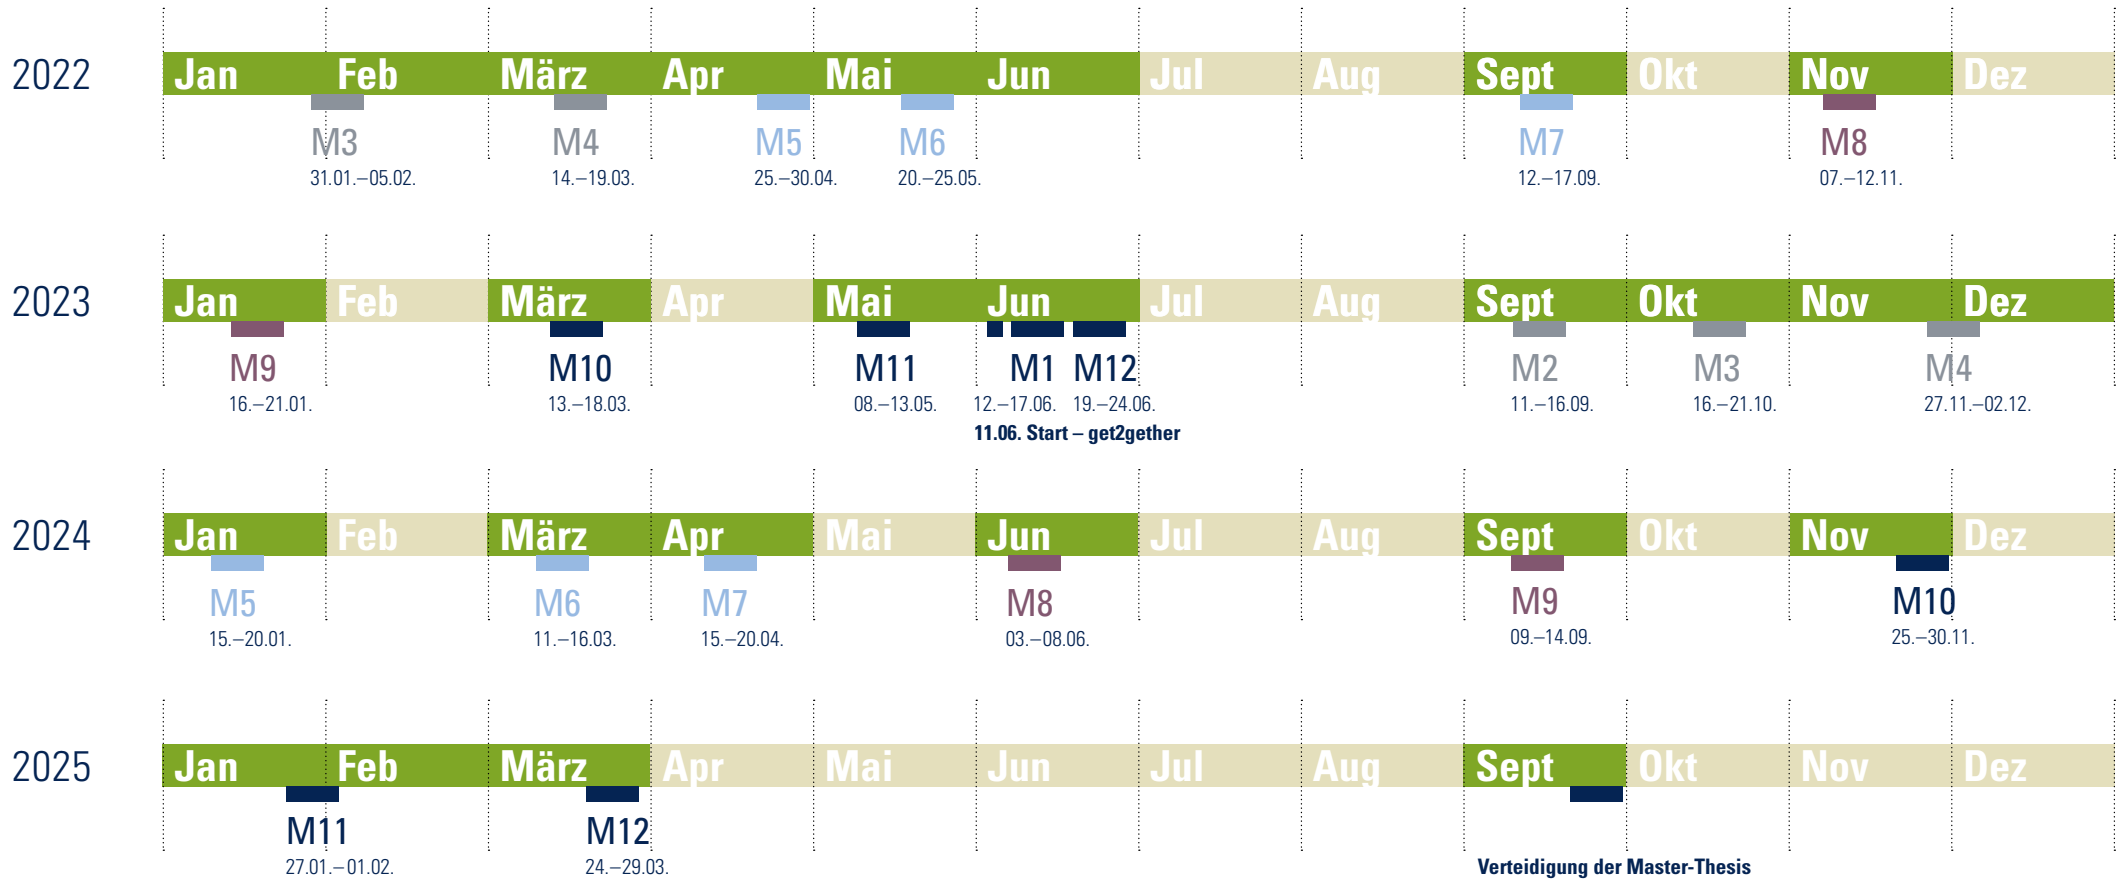 2022 Jan Feb März Apr Mai Jun Jul Aug Sept Okt Nov Dez
M3 M4 M5 M6 M7 M8
31.01.–05.02. 14.–19.03. 25.–30.04. 20.–25.05. 12.–17.09. 07.–12.11.
2023 Jan Feb März Apr Mai Jun Jul Aug Sept Okt Nov Dez
M9 M10 M11 M1 M12 M2 M3 M4
16.–21.01. 13.–18.03. 08.–13.05. 12.–17.06. 19.–24.06. 11.–16.09. 16.–21.10. 27.11.–02.12.
11.06. Start – get2gether
2024 Jan Feb März Apr Mai Jun Jul Aug Sept Okt Nov Dez
M5 M6 M7 M8 M9 M10
15.–20.01. 11.–16.03. 15.–20.04. 03.–08.06. 09.–14.09. 25.–30.11.
2025 Jan Feb März Apr Mai Jun Jul Aug Sept Okt Nov Dez
M11 M12
27.01.–01.02. 24.–29.03. Verteidigung der Master-Thesis